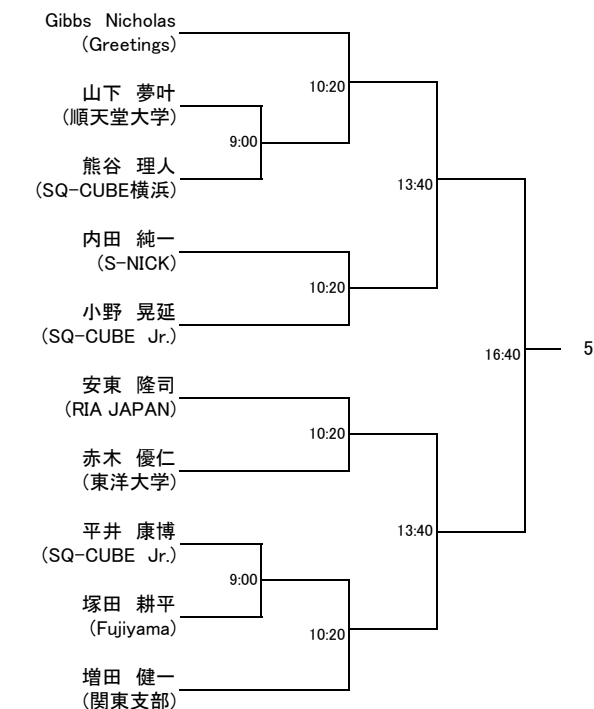 Gibbs Nicholas
(Greetings)
10:20
山下 夢叶
(順天堂大学)
9:00
熊谷 理人
(SQ-CUBE横浜)
13:40
内田 純一
(S-NICK)
10:20
小野 晃延
(SQ-CUBE Jr.)
16:40
5
安東 隆司
(RIA JAPAN)
10:20
赤木 優仁
(東洋大学)
13:40
平井 康博
(SQ-CUBE Jr.)
9:00
塚田 耕平
(Fujiyama)
10:20
増田 健一
(関東支部)